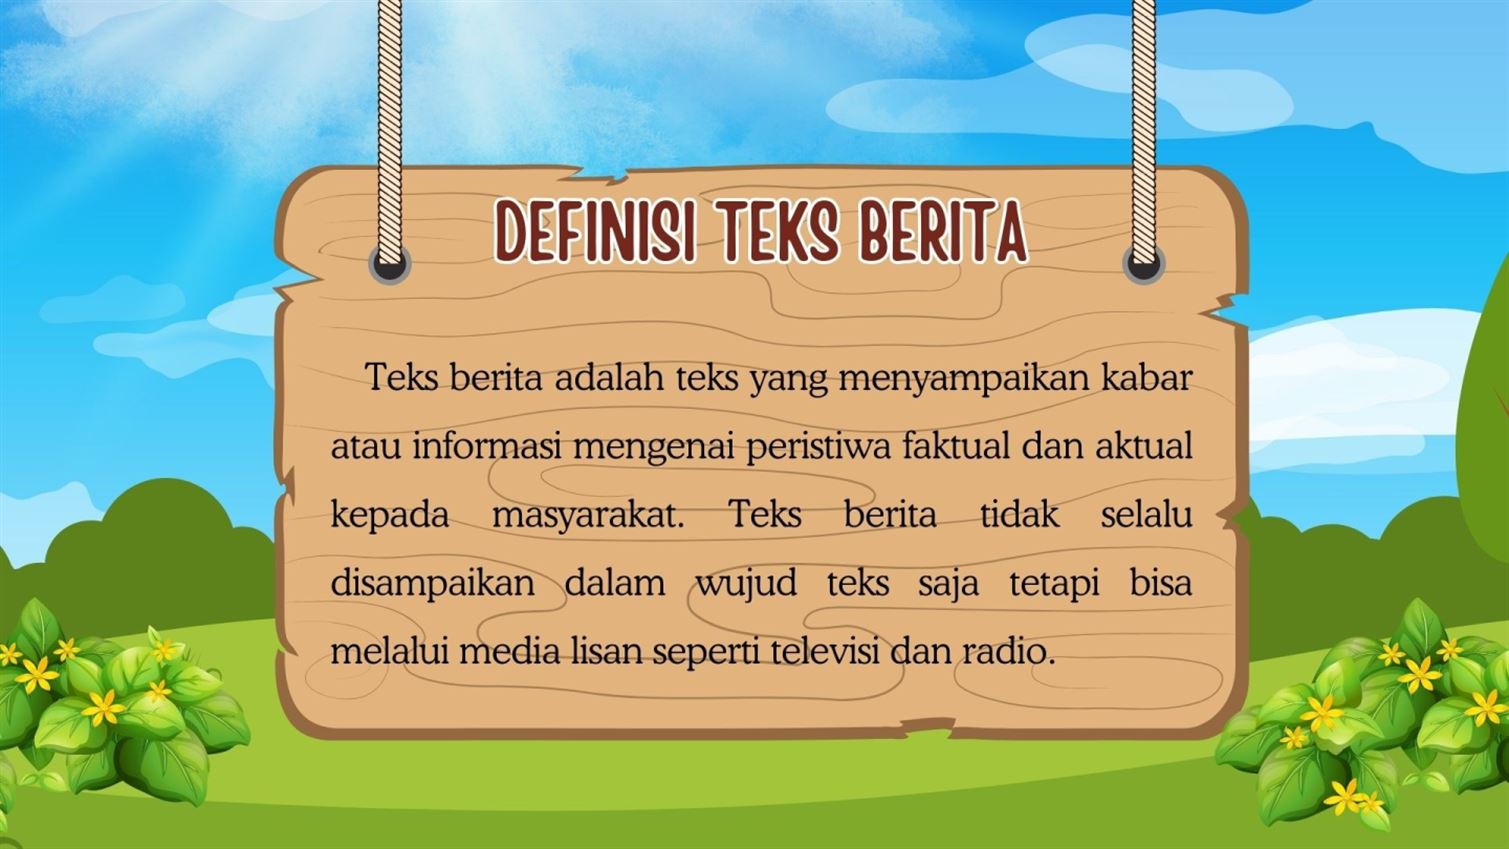 DEFINISI TEKS BERITA
Teks berita adalah teks yang menyampaikan kabar
atau informasi mengenai peristiwa faktual dan aktual
kepada masyarakat. Teks berita tidak selalu
disampaikan dalam wujud teks saja tetapi bisa
melalui media lisan seperti televisi dan radio.